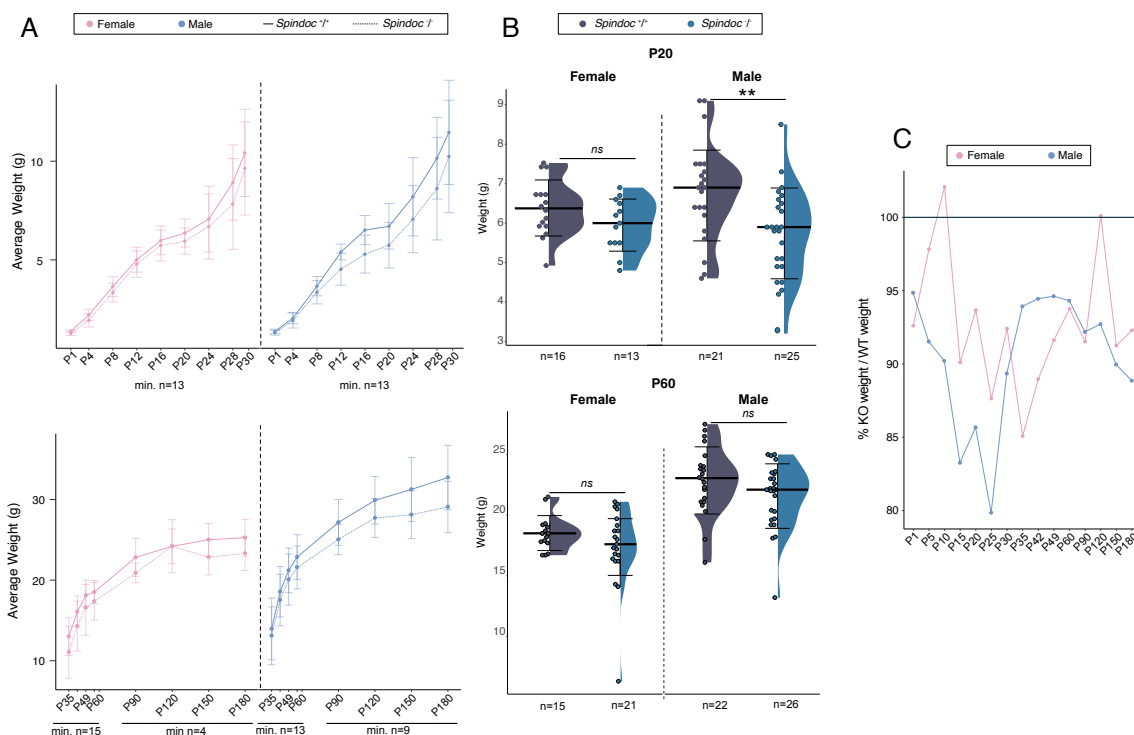 A
Female Male Spindoc +/+ Spindoc -/-
Average Weight (g)
10
5
P1 P4 P8 P12 P16 P20 P24 P28 P30 P1 P4 P8 P12 P16 P20 P24 P28 P30
min. n=13 min. n=13
Average Weight (g)
30
20
10
P35 P49 P60 P90 P120 P150 P180 P35 P49 P60 P90 P120 P150 P180
min. n=15 min n=4 min. n=13 min. n=9
B
Spindoc +/+ Spindoc -/-
P20
Female Male
**
ns
Weight (g)
9
8
7
6
5
4
3
n=16 n=13 n=21 n=25
P60
Female Male
ns
ns
Weight (g)
25
20
15
10
n=15 n=21 n=22 n=26
C
Female Male
% KO weight / WT weight
100
95
90
85
80
P1 P5 P10 P15 P20 P25 P30 P35 P42 P49 P60 P90 P120 P150 P180